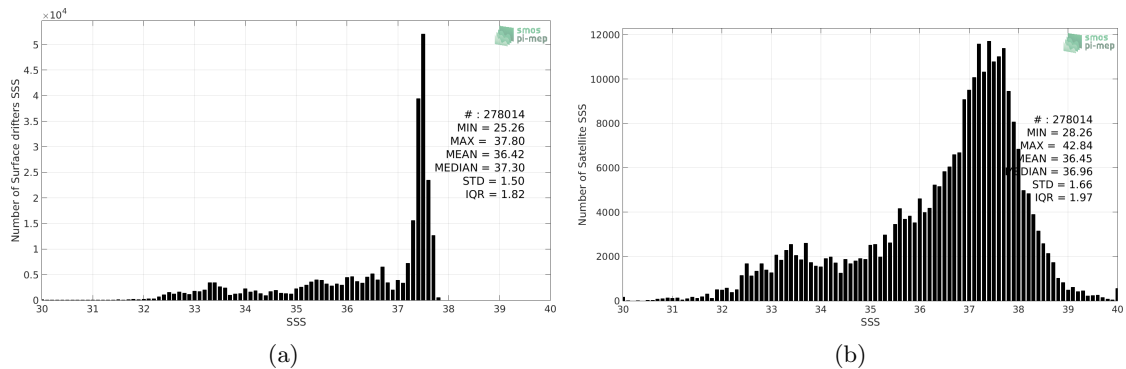 ×10⁴
5
4.5
4
3.5
3
2.5
2
1.5
1
0.5
0
30 31 32 33 34 35 36 37 38 39 40
SSS
Number of Surface drifters SSS
smos
pi-mep
# : 278014
MIN = 25.26
MAX = 37.80
MEAN = 36.42
MEDIAN = 37.30
STD = 1.50
IQR = 1.82
(a)
12000
10000
8000
6000
4000
2000
0
30 31 32 33 34 35 36 37 38 39 40
SSS
Number of Satellite SSS
smos
pi-mep
# : 278014
MIN = 28.26
MAX = 42.84
MEAN = 36.45
MEDIAN = 36.96
STD = 1.66
IQR = 1.97
(b)